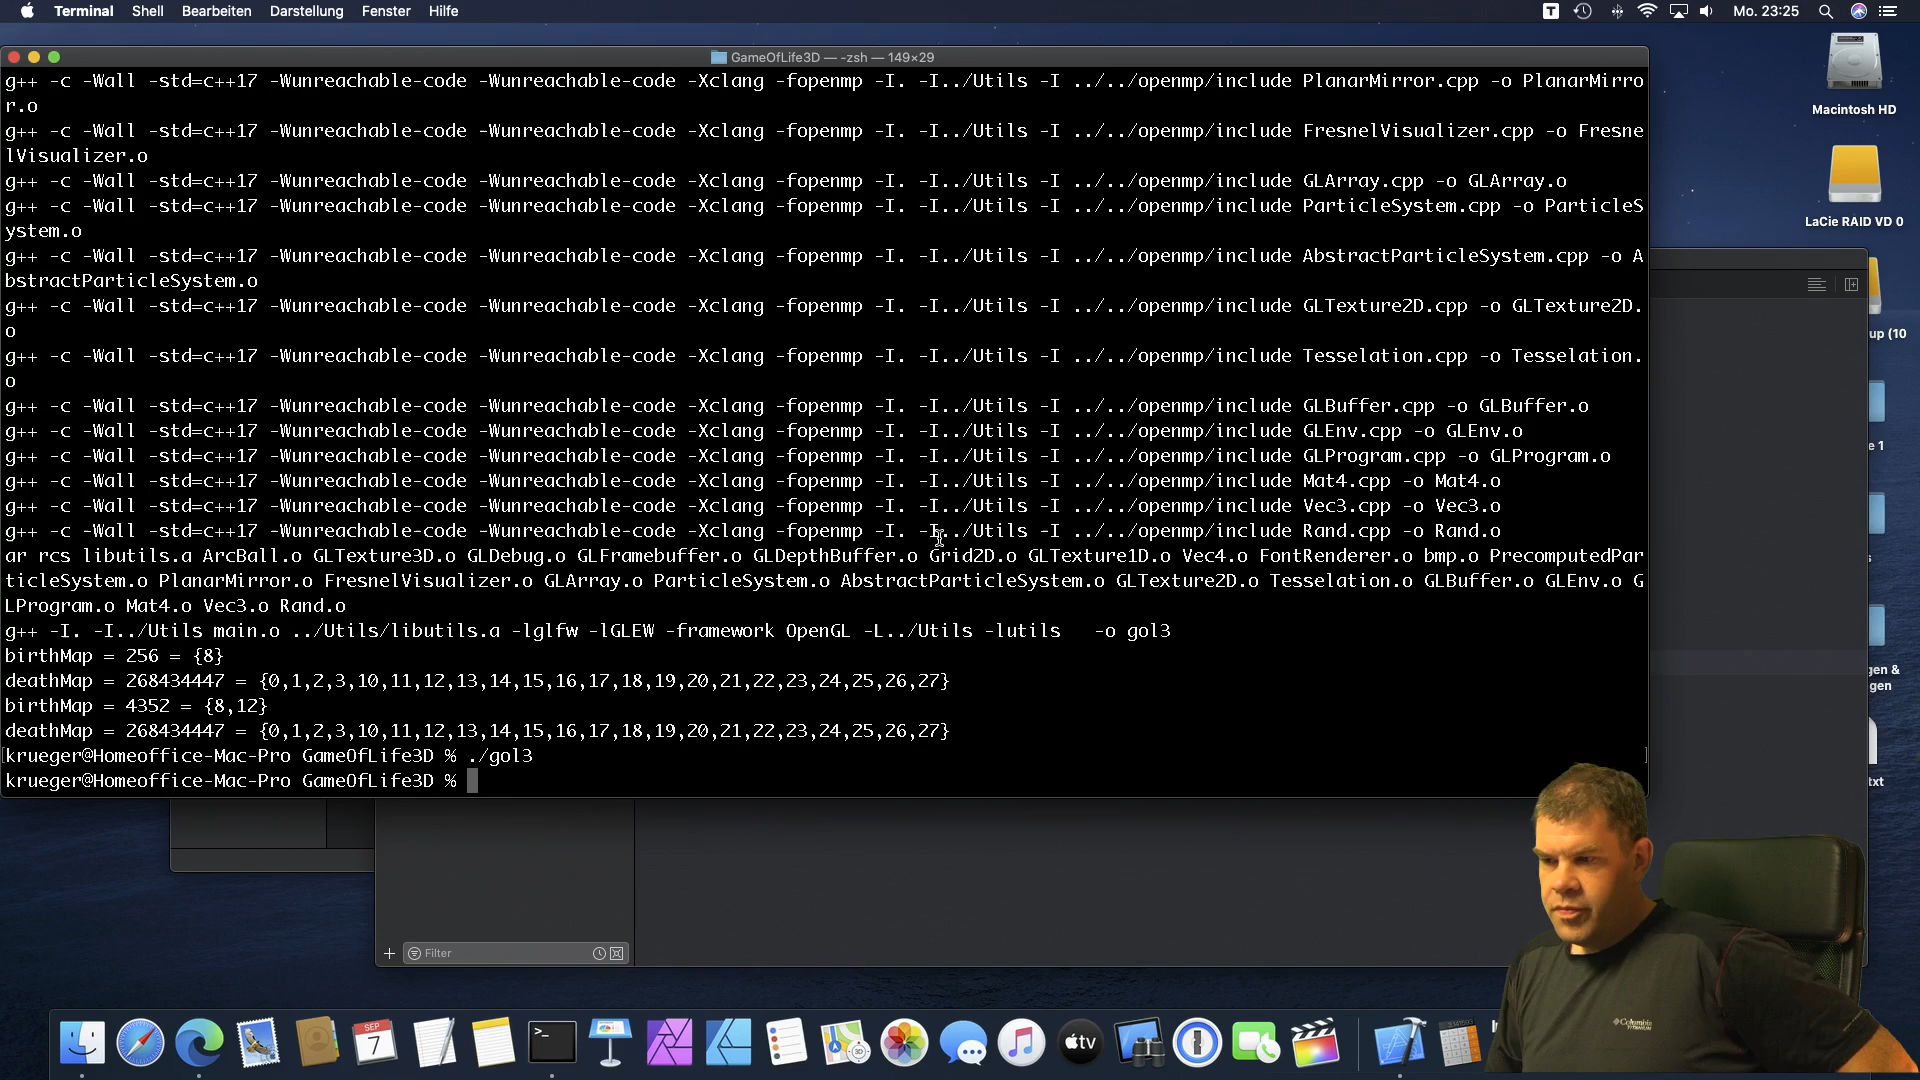 Terminal Shell Bearbeiten Darstellung Fenster Hilfe
Mo. 23:25
GameOfLife3D — -zsh — 149×29
g++ -c -Wall -std=c++17 -Wunreachable-code -Wunreachable-code -Xclang -fopenmp -I. -I../Utils -I ../../openmp/include PlanarMirror.cpp -o PlanarMirro
r.o
g++ -c -Wall -std=c++17 -Wunreachable-code -Wunreachable-code -Xclang -fopenmp -I. -I../Utils -I ../../openmp/include FresnelVisualizer.cpp -o Fresne
lVisualizer.o
g++ -c -Wall -std=c++17 -Wunreachable-code -Wunreachable-code -Xclang -fopenmp -I. -I../Utils -I ../../openmp/include GLArray.cpp -o GLArray.o
g++ -c -Wall -std=c++17 -Wunreachable-code -Wunreachable-code -Xclang -fopenmp -I. -I../Utils -I ../../openmp/include ParticleSystem.cpp -o ParticleS
ystem.o
g++ -c -Wall -std=c++17 -Wunreachable-code -Wunreachable-code -Xclang -fopenmp -I. -I../Utils -I ../../openmp/include AbstractParticleSystem.cpp -o A
bstractParticleSystem.o
g++ -c -Wall -std=c++17 -Wunreachable-code -Wunreachable-code -Xclang -fopenmp -I. -I../Utils -I ../../openmp/include GLTexture2D.cpp -o GLTexture2D.
o
g++ -c -Wall -std=c++17 -Wunreachable-code -Wunreachable-code -Xclang -fopenmp -I. -I../Utils -I ../../openmp/include Tesselation.cpp -o Tesselation.
o
g++ -c -Wall -std=c++17 -Wunreachable-code -Wunreachable-code -Xclang -fopenmp -I. -I../Utils -I ../../openmp/include GLBuffer.cpp -o GLBuffer.o
g++ -c -Wall -std=c++17 -Wunreachable-code -Wunreachable-code -Xclang -fopenmp -I. -I../Utils -I ../../openmp/include GLEnv.cpp -o GLEnv.o
g++ -c -Wall -std=c++17 -Wunreachable-code -Wunreachable-code -Xclang -fopenmp -I. -I../Utils -I ../../openmp/include GLProgram.cpp -o GLProgram.o
g++ -c -Wall -std=c++17 -Wunreachable-code -Wunreachable-code -Xclang -fopenmp -I. -I../Utils -I ../../openmp/include Mat4.cpp -o Mat4.o
g++ -c -Wall -std=c++17 -Wunreachable-code -Wunreachable-code -Xclang -fopenmp -I. -I../Utils -I ../../openmp/include Vec3.cpp -o Vec3.o
g++ -c -Wall -std=c++17 -Wunreachable-code -Wunreachable-code -Xclang -fopenmp -I. -I../Utils -I ../../openmp/include Rand.cpp -o Rand.o
ar rcs libutils.a ArcBall.o GLTexture3D.o GLDebug.o GLFramebuffer.o GLDepthBuffer.o Grid2D.o GLTexture1D.o Vec4.o FontRenderer.o bmp.o PrecomputedPar
ticleSystem.o PlanarMirror.o FresnelVisualizer.o GLArray.o ParticleSystem.o AbstractParticleSystem.o GLTexture2D.o Tesselation.o GLBuffer.o GLEnv.o G
LProgram.o Mat4.o Vec3.o Rand.o
g++ -I. -I../Utils main.o ../Utils/libutils.a -lglfw -lGLEW -framework OpenGL -L../Utils -lutils   -o gol3
birthMap = 256 = {8}
deathMap = 268434447 = {0,1,2,3,10,11,12,13,14,15,16,17,18,19,20,21,22,23,24,25,26,27}
birthMap = 4352 = {8,12}
deathMap = 268434447 = {0,1,2,3,10,11,12,13,14,15,16,17,18,19,20,21,22,23,24,25,26,27}
[krueger@Homeoffice-Mac-Pro GameOfLife3D % ./gol3 ]
krueger@Homeoffice-Mac-Pro GameOfLife3D %
Macintosh HD
LaCie RAID VD 0
up (10
e 1
s
gen &
gen
txt
Filter
Columbia
TITANIUM
SEP
7
>_
3D
tv